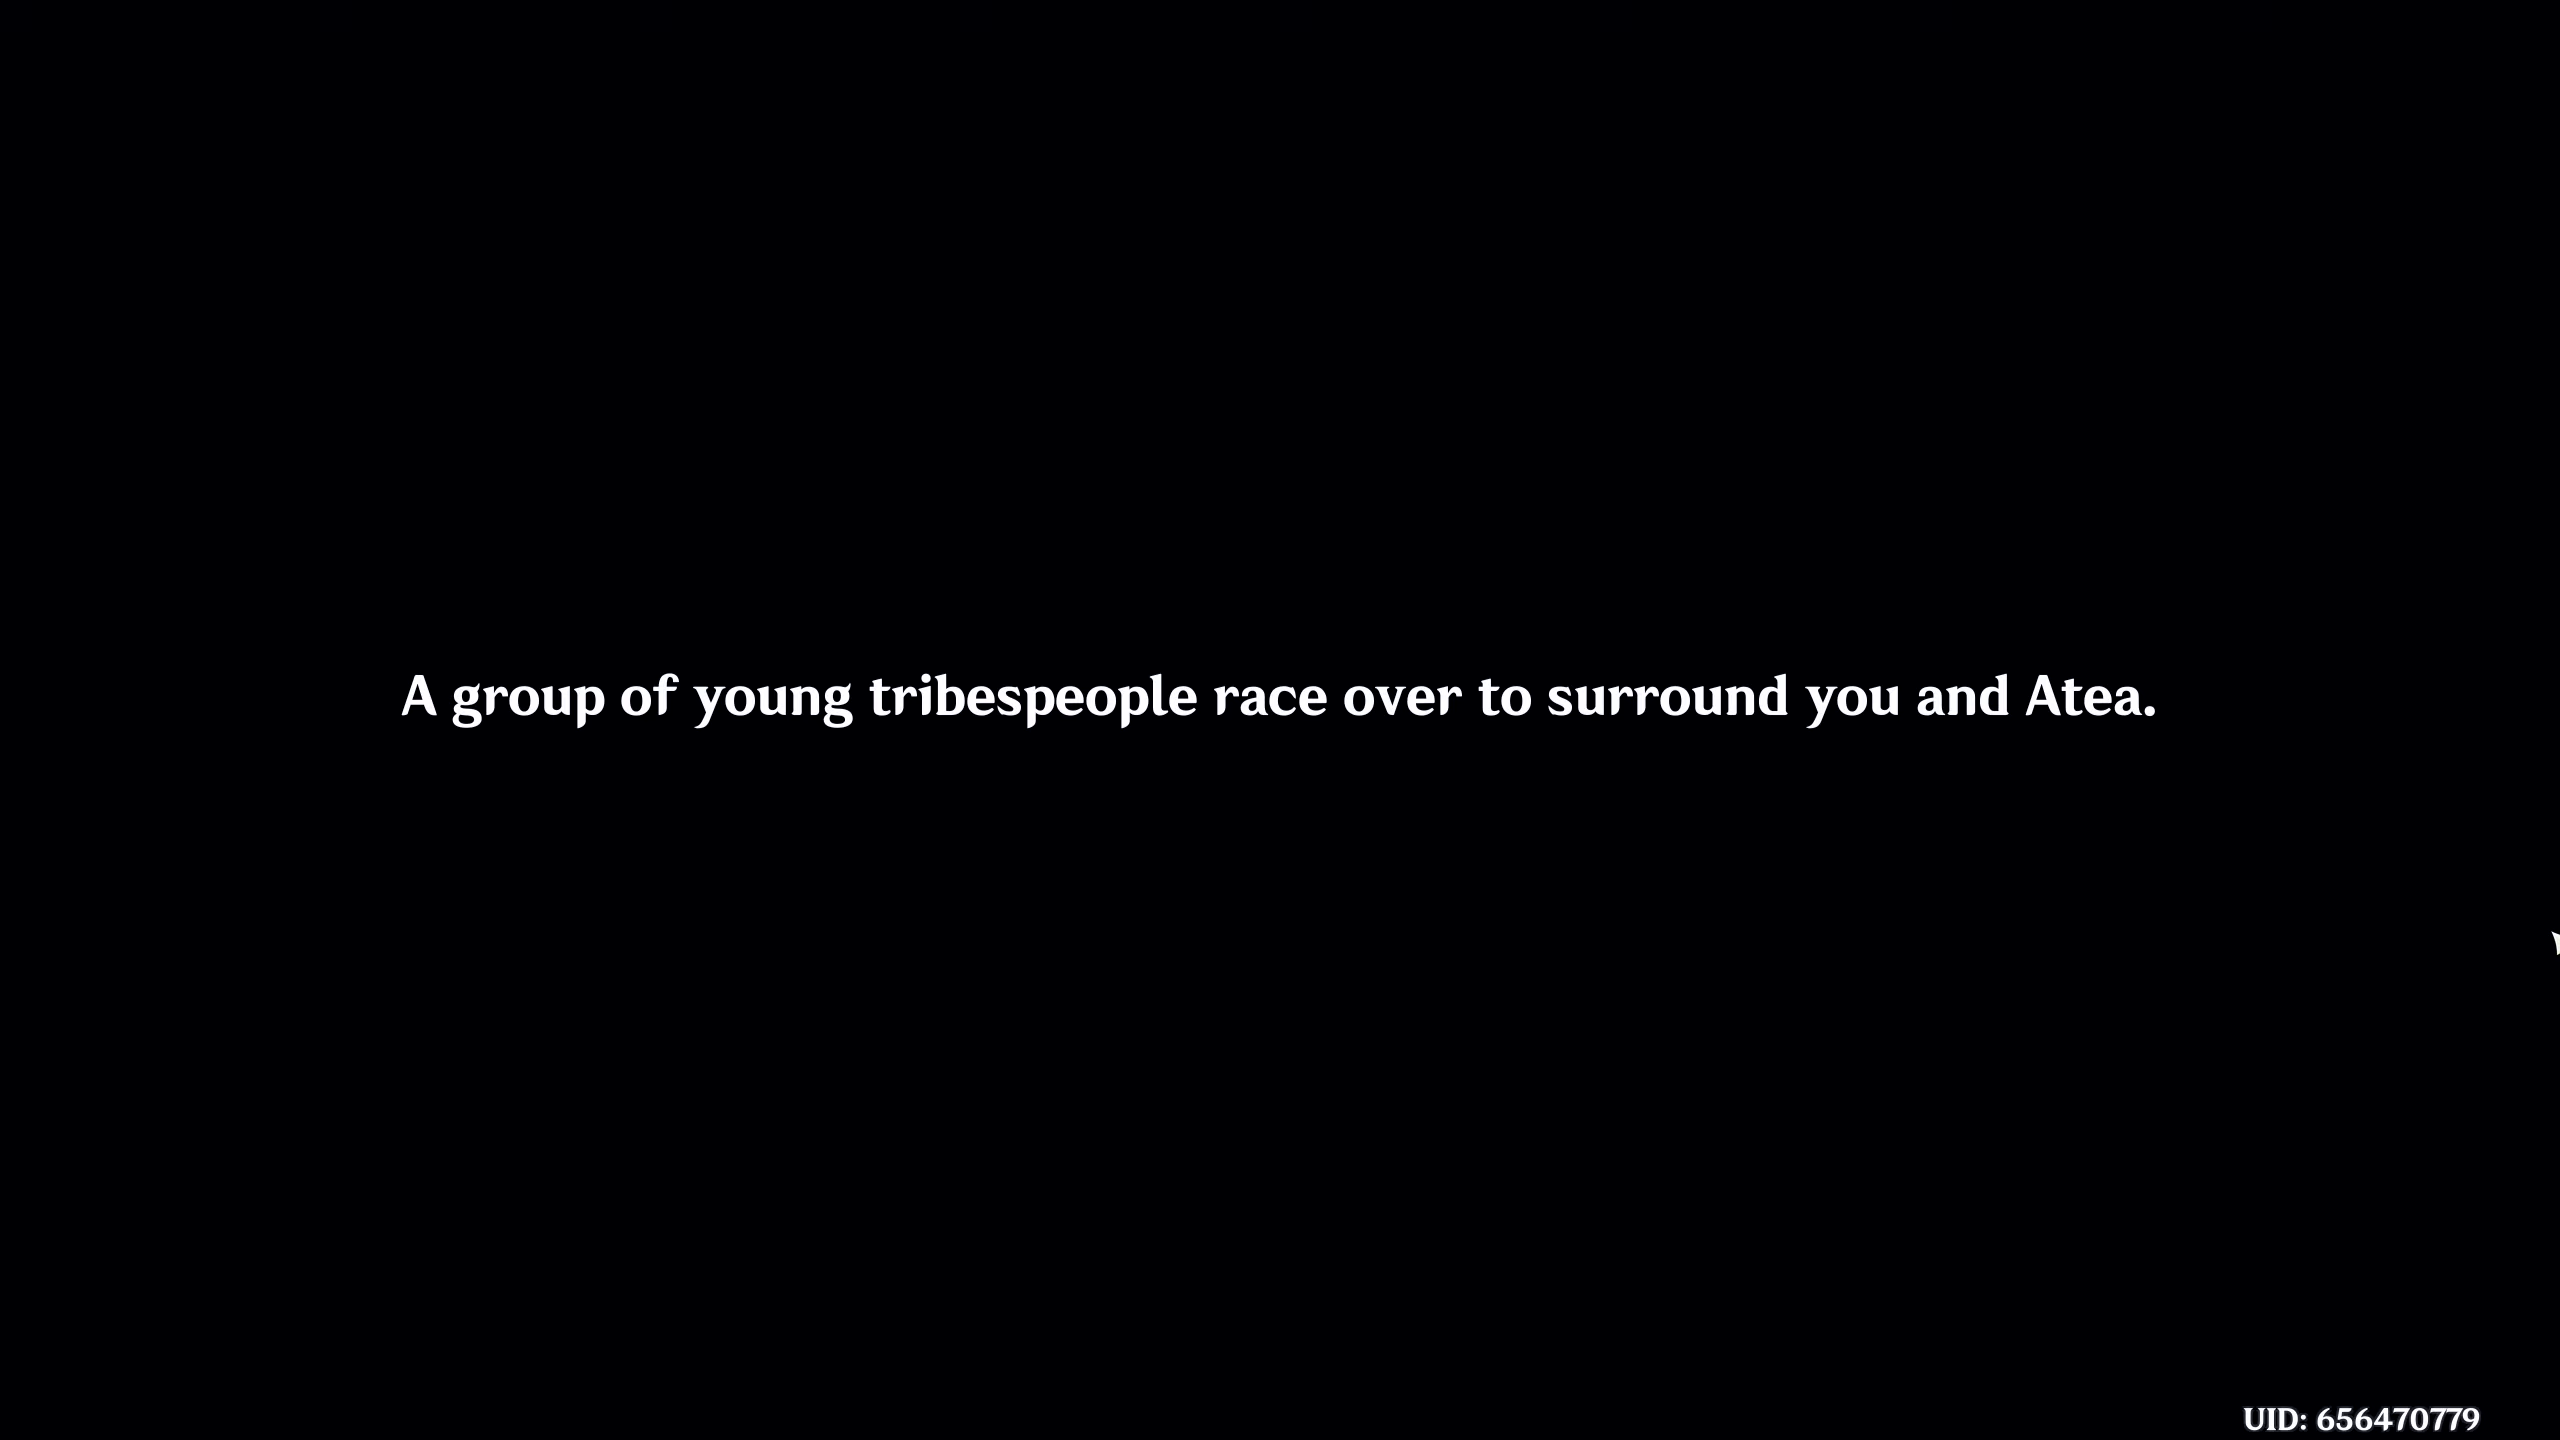 A group of young tribespeople race over to surround you and Atea.
UID: 656470779